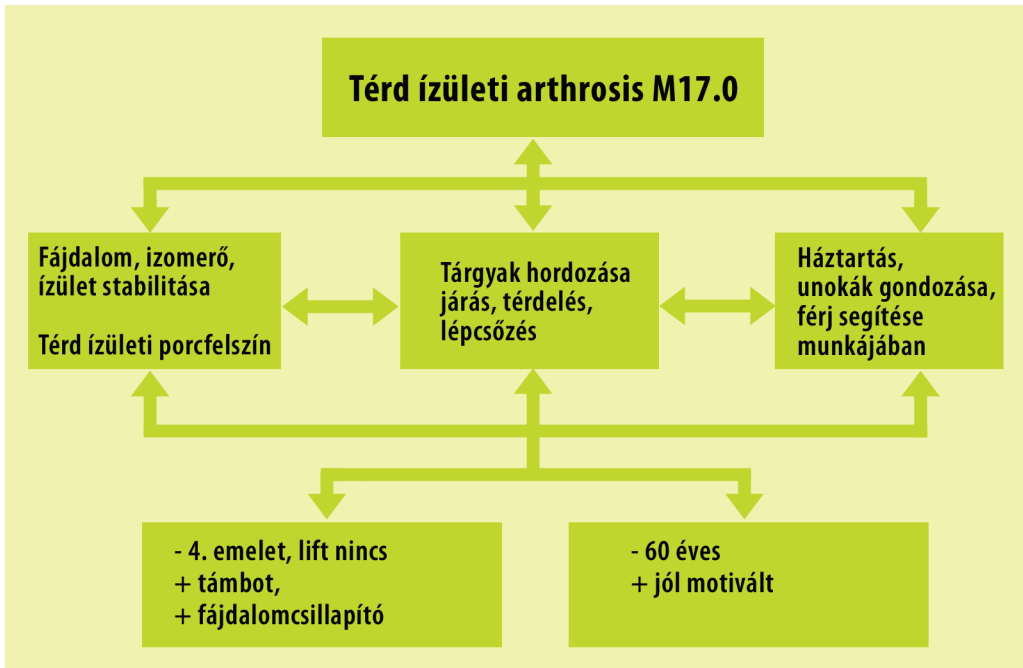 Térd ízületi arthrosis M17.0
Fájdalom, izomerő,
ízület stabilitása
Térd ízületi porcfelszín
Tárgyak hordozása
járás, térdelés,
lépcsőzés
Háztartás,
unokák gondozása,
férj segítése
munkájában
- 4. emelet, lift nincs
+ támbot,
+ fájdalomcsillapító
- 60 éves
+ jól motivált